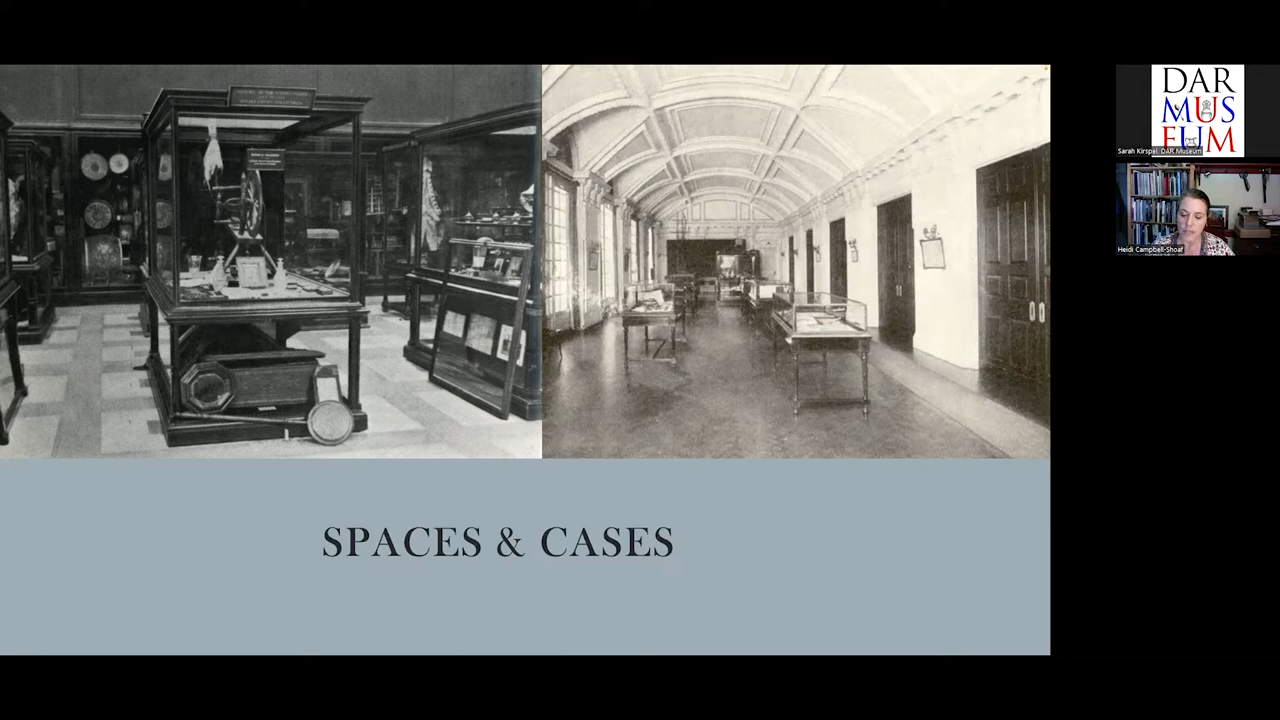 SPACES & CASES
DAR
MUS
EUM
Sarah Kirspel, DAR Museum
Heidi Campbell-Shoaf